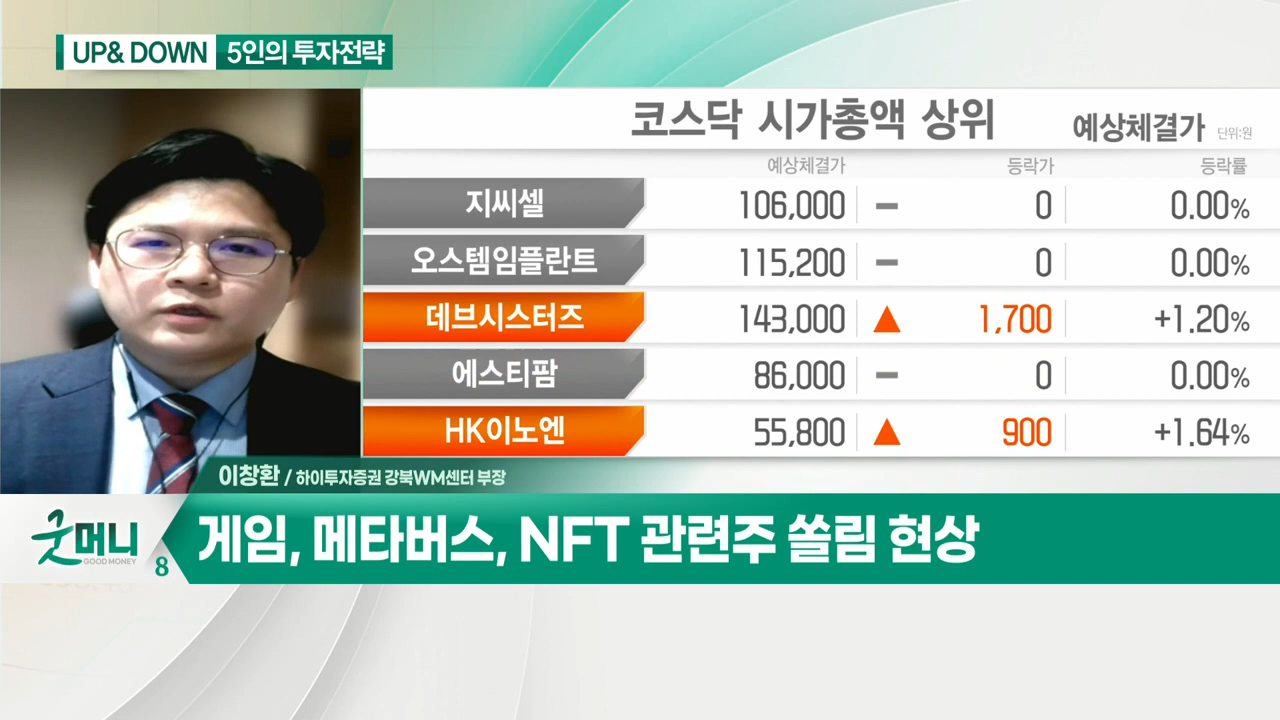 UP& DOWN 5인의 투자전략
코스닥 시가총액 상위 예상체결가 단위:원
예상체결가 등락가 등락률
지씨셀 106,000 0 0.00%
오스템임플란트 115,200 0 0.00%
데브시스터즈 143,000 ▲ 1,700 +1.20%
에스티팜 86,000 0 0.00%
HK이노엔 55,800 ▲ 900 +1.64%
이창환 / 하이투자증권 강북WM센터 부장
굿머니 GOOD MONEY 8
게임, 메타버스, NFT 관련주 쏠림 현상